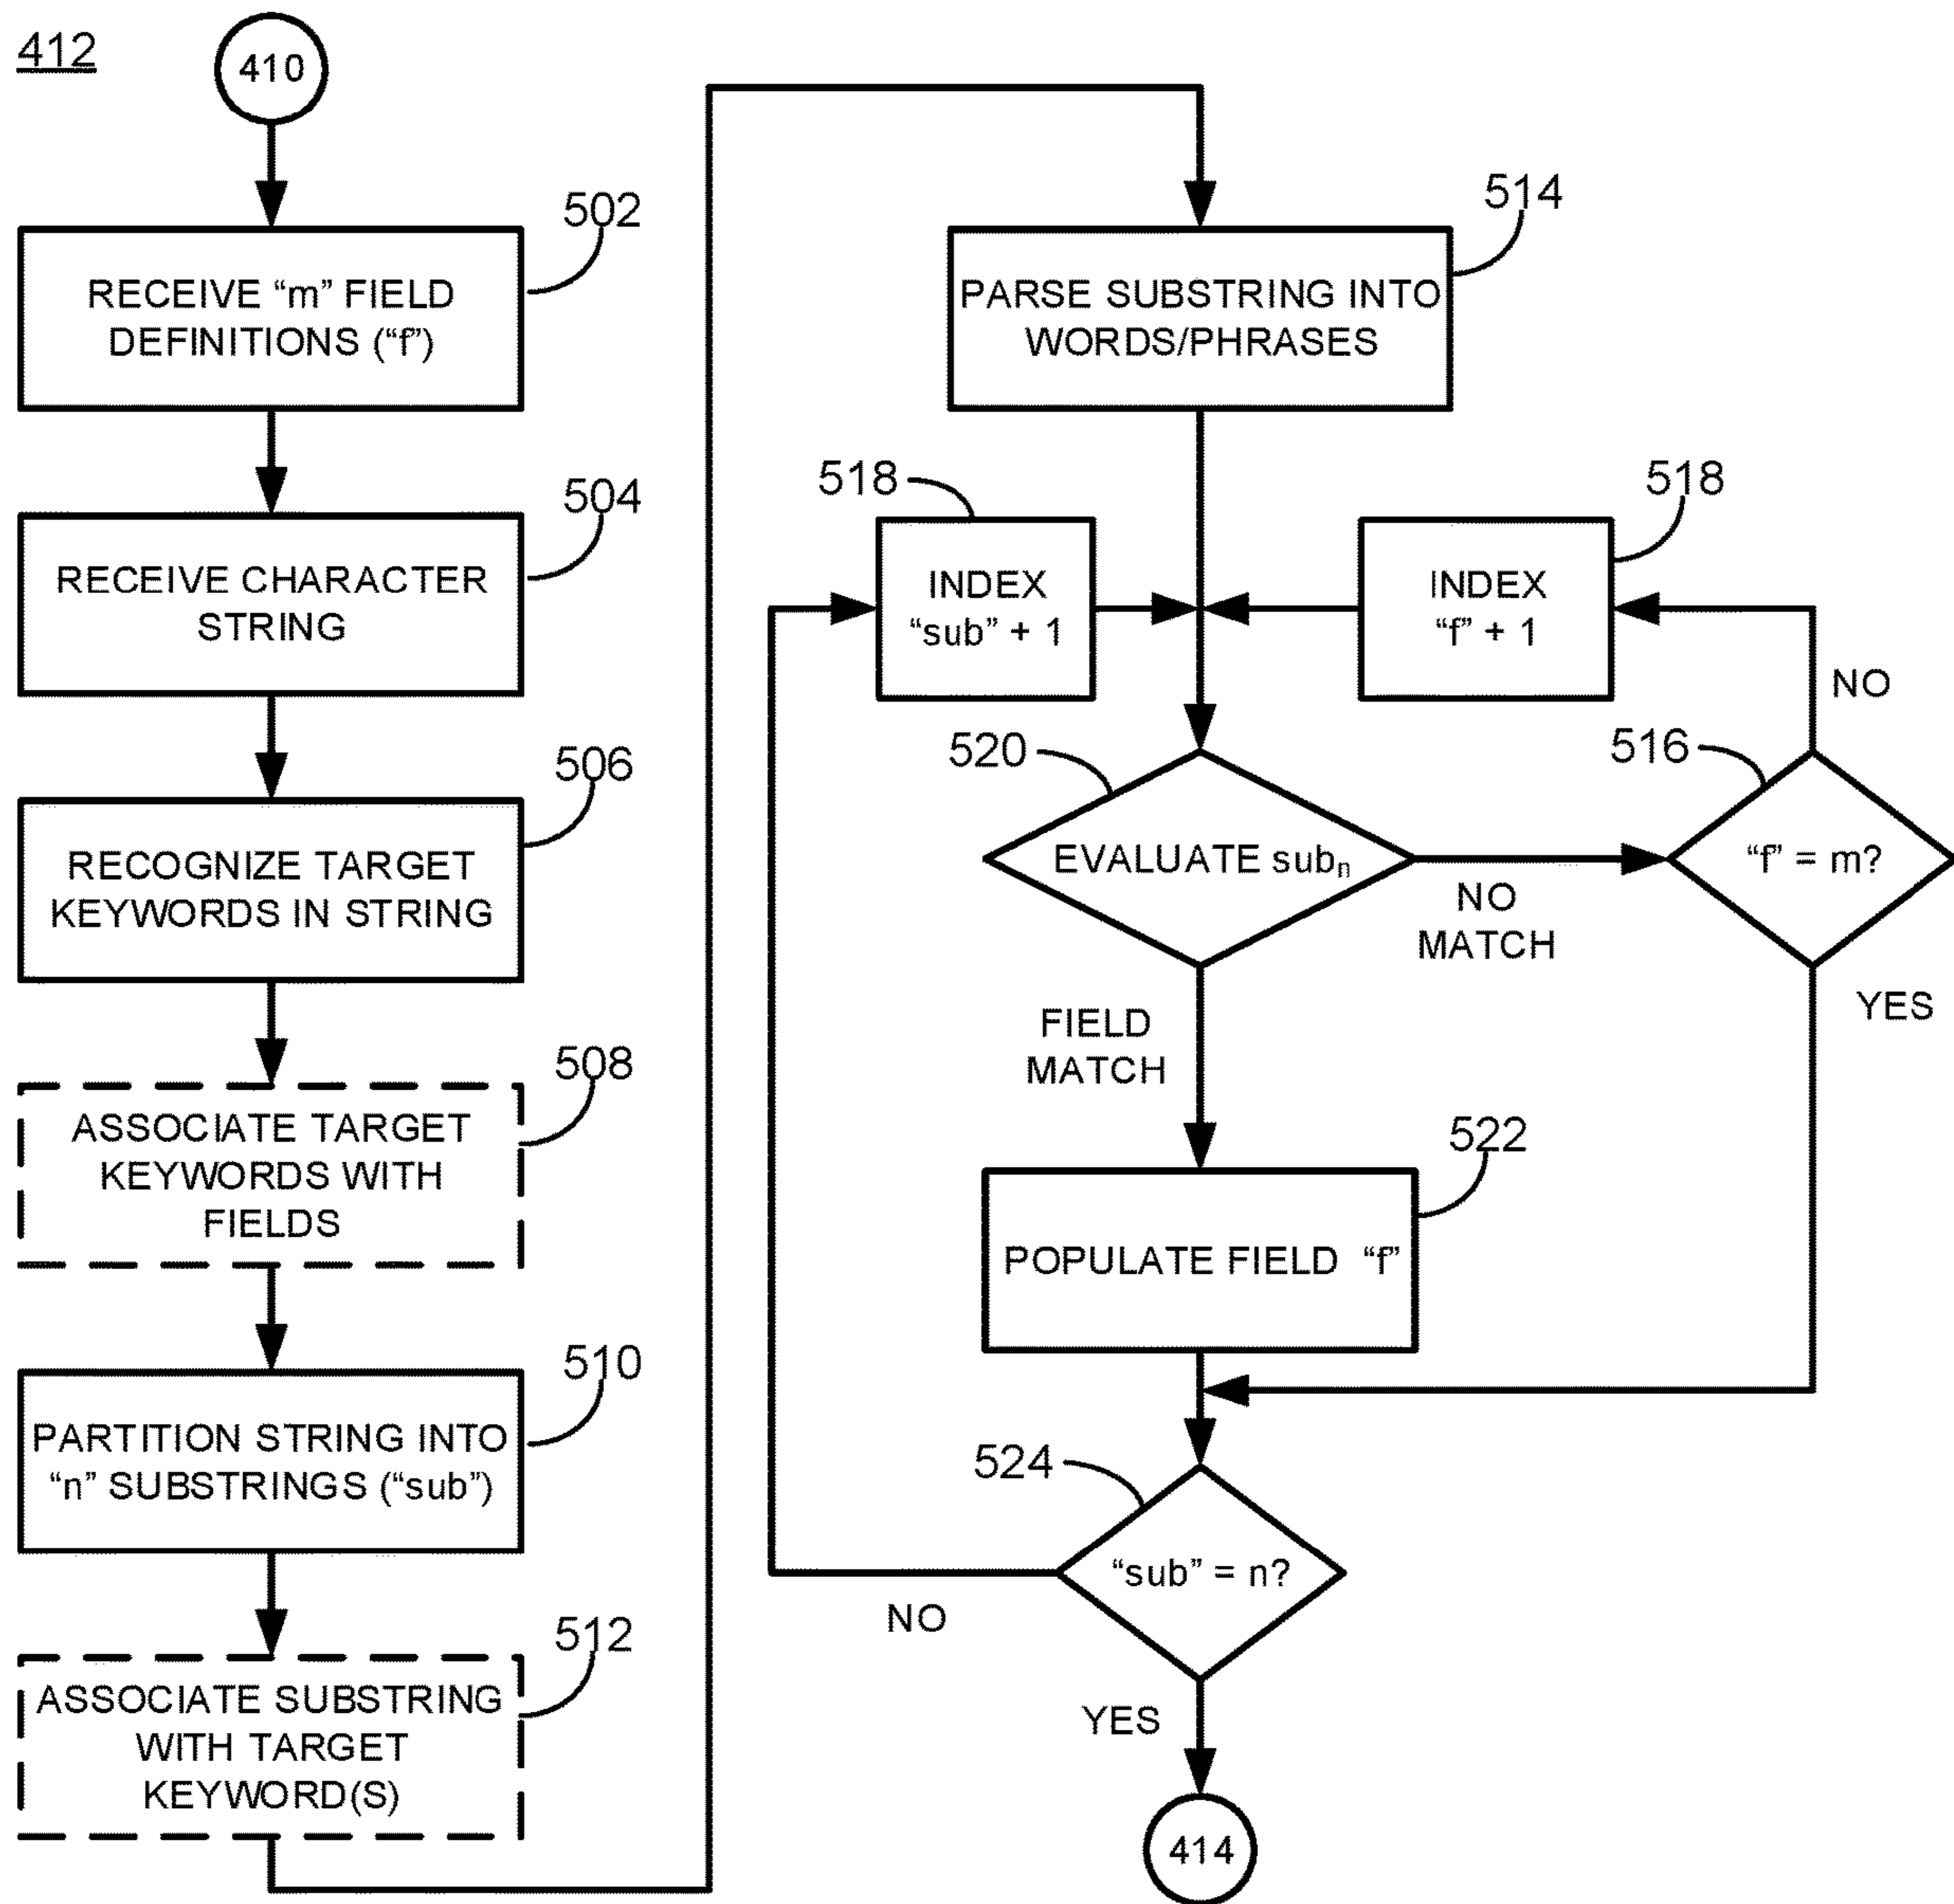 412
410
502
RECEIVE “m” FIELD
DEFINITIONS (“f”)
504
RECEIVE CHARACTER
STRING
506
RECOGNIZE TARGET
KEYWORDS IN STRING
508
ASSOCIATE TARGET
KEYWORDS WITH
FIELDS
510
PARTITION STRING INTO
“n” SUBSTRINGS (“sub”)
512
ASSOCIATE SUBSTRING
WITH TARGET
KEYWORD(S)
514
PARSE SUBSTRING INTO
WORDS/PHRASES
518
INDEX
“sub” + 1
518
INDEX
“f” + 1
NO
520
EVALUATE subₙ
516
“f” = m?
NO
MATCH
YES
FIELD
MATCH
522
POPULATE FIELD “f”
524
“sub” = n?
NO
YES
414